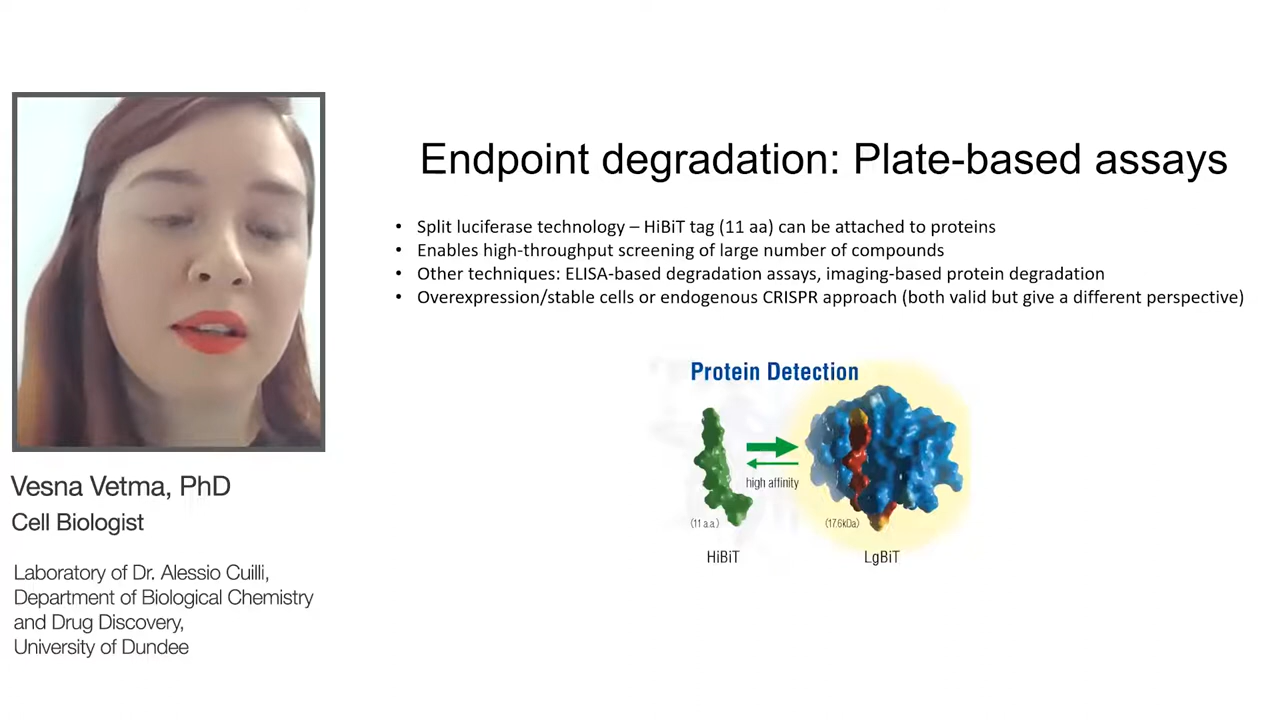 Endpoint degradation: Plate-based assays
• Split luciferase technology – HiBiT tag (11 aa) can be attached to proteins
• Enables high-throughput screening of large number of compounds
• Other techniques: ELISA-based degradation assays, imaging-based protein degradation
• Overexpression/stable cells or endogenous CRISPR approach (both valid but give a different perspective)
Protein Detection
high affinity
(11 a.a.)
(17.6kDa)
HiBiT
LgBiT
Vesna Vetma, PhD
Cell Biologist
Laboratory of Dr. Alessio Cuilli,
Department of Biological Chemistry
and Drug Discovery,
University of Dundee